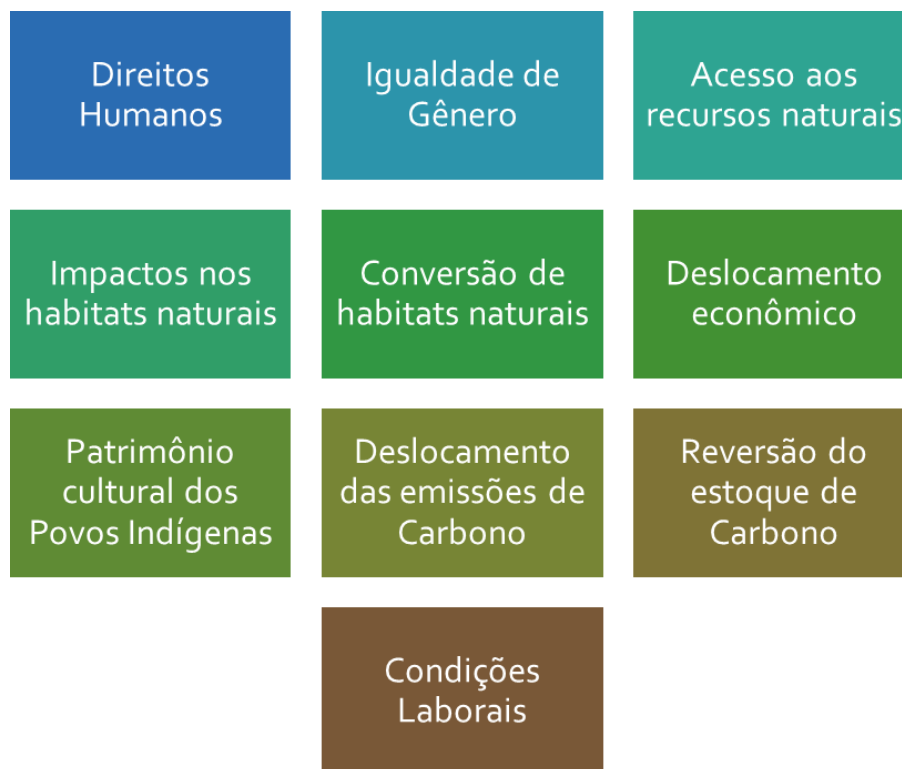 Direitos
Humanos
Igualdade de
Gênero
Acesso aos
recursos naturais
Impactos nos
habitats naturais
Conversão de
habitats naturais
Deslocamento
econômico
Patrimônio
cultural dos
Povos Indígenas
Deslocamento
das emissões de
Carbono
Reversão do
estoque de
Carbono
Condições
Laborais